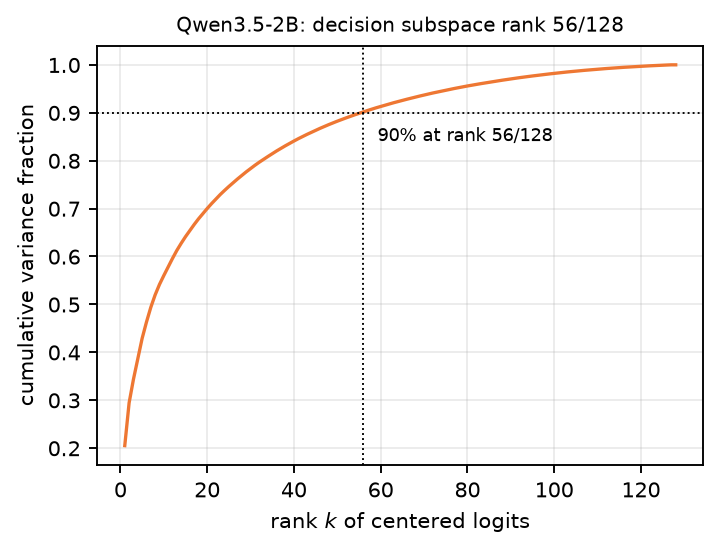 Qwen3.5-2B: decision subspace rank 56/128
cumulative variance fraction
1.0
0.9
0.8
0.7
0.6
0.5
0.4
0.3
0.2
90% at rank 56/128
0 20 40 60 80 100 120
rank k of centered logits